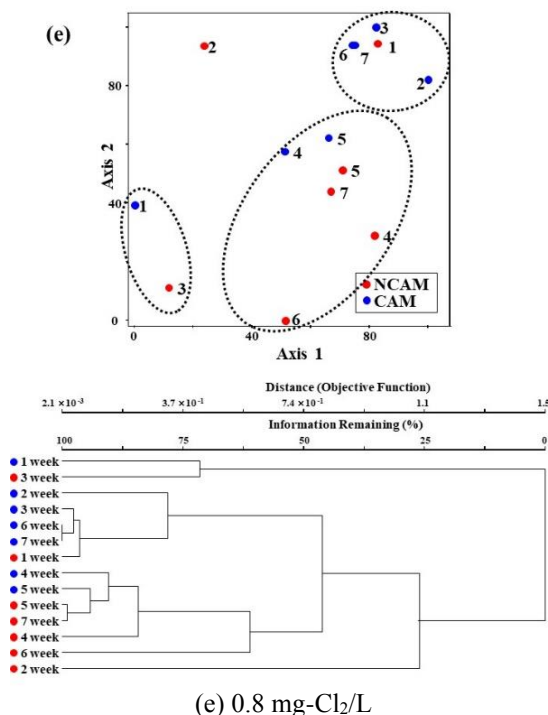 (e)
3
2
6
7
1
80
2
Axis 2
4
5
5
40
1
7
4
3
NCAM
CAM
0
6
0
40
80
Axis 1
Distance (Objective Function)
2.1 × 10⁻³ 3.7 × 10⁻¹ 7.4 × 10⁻¹ 1.1 1.5
Information Remaining (%)
100 75 50 25 0
1 week
3 week
2 week
3 week
6 week
7 week
1 week
4 week
5 week
5 week
7 week
4 week
6 week
2 week
(e) 0.8 mg-Cl₂/L